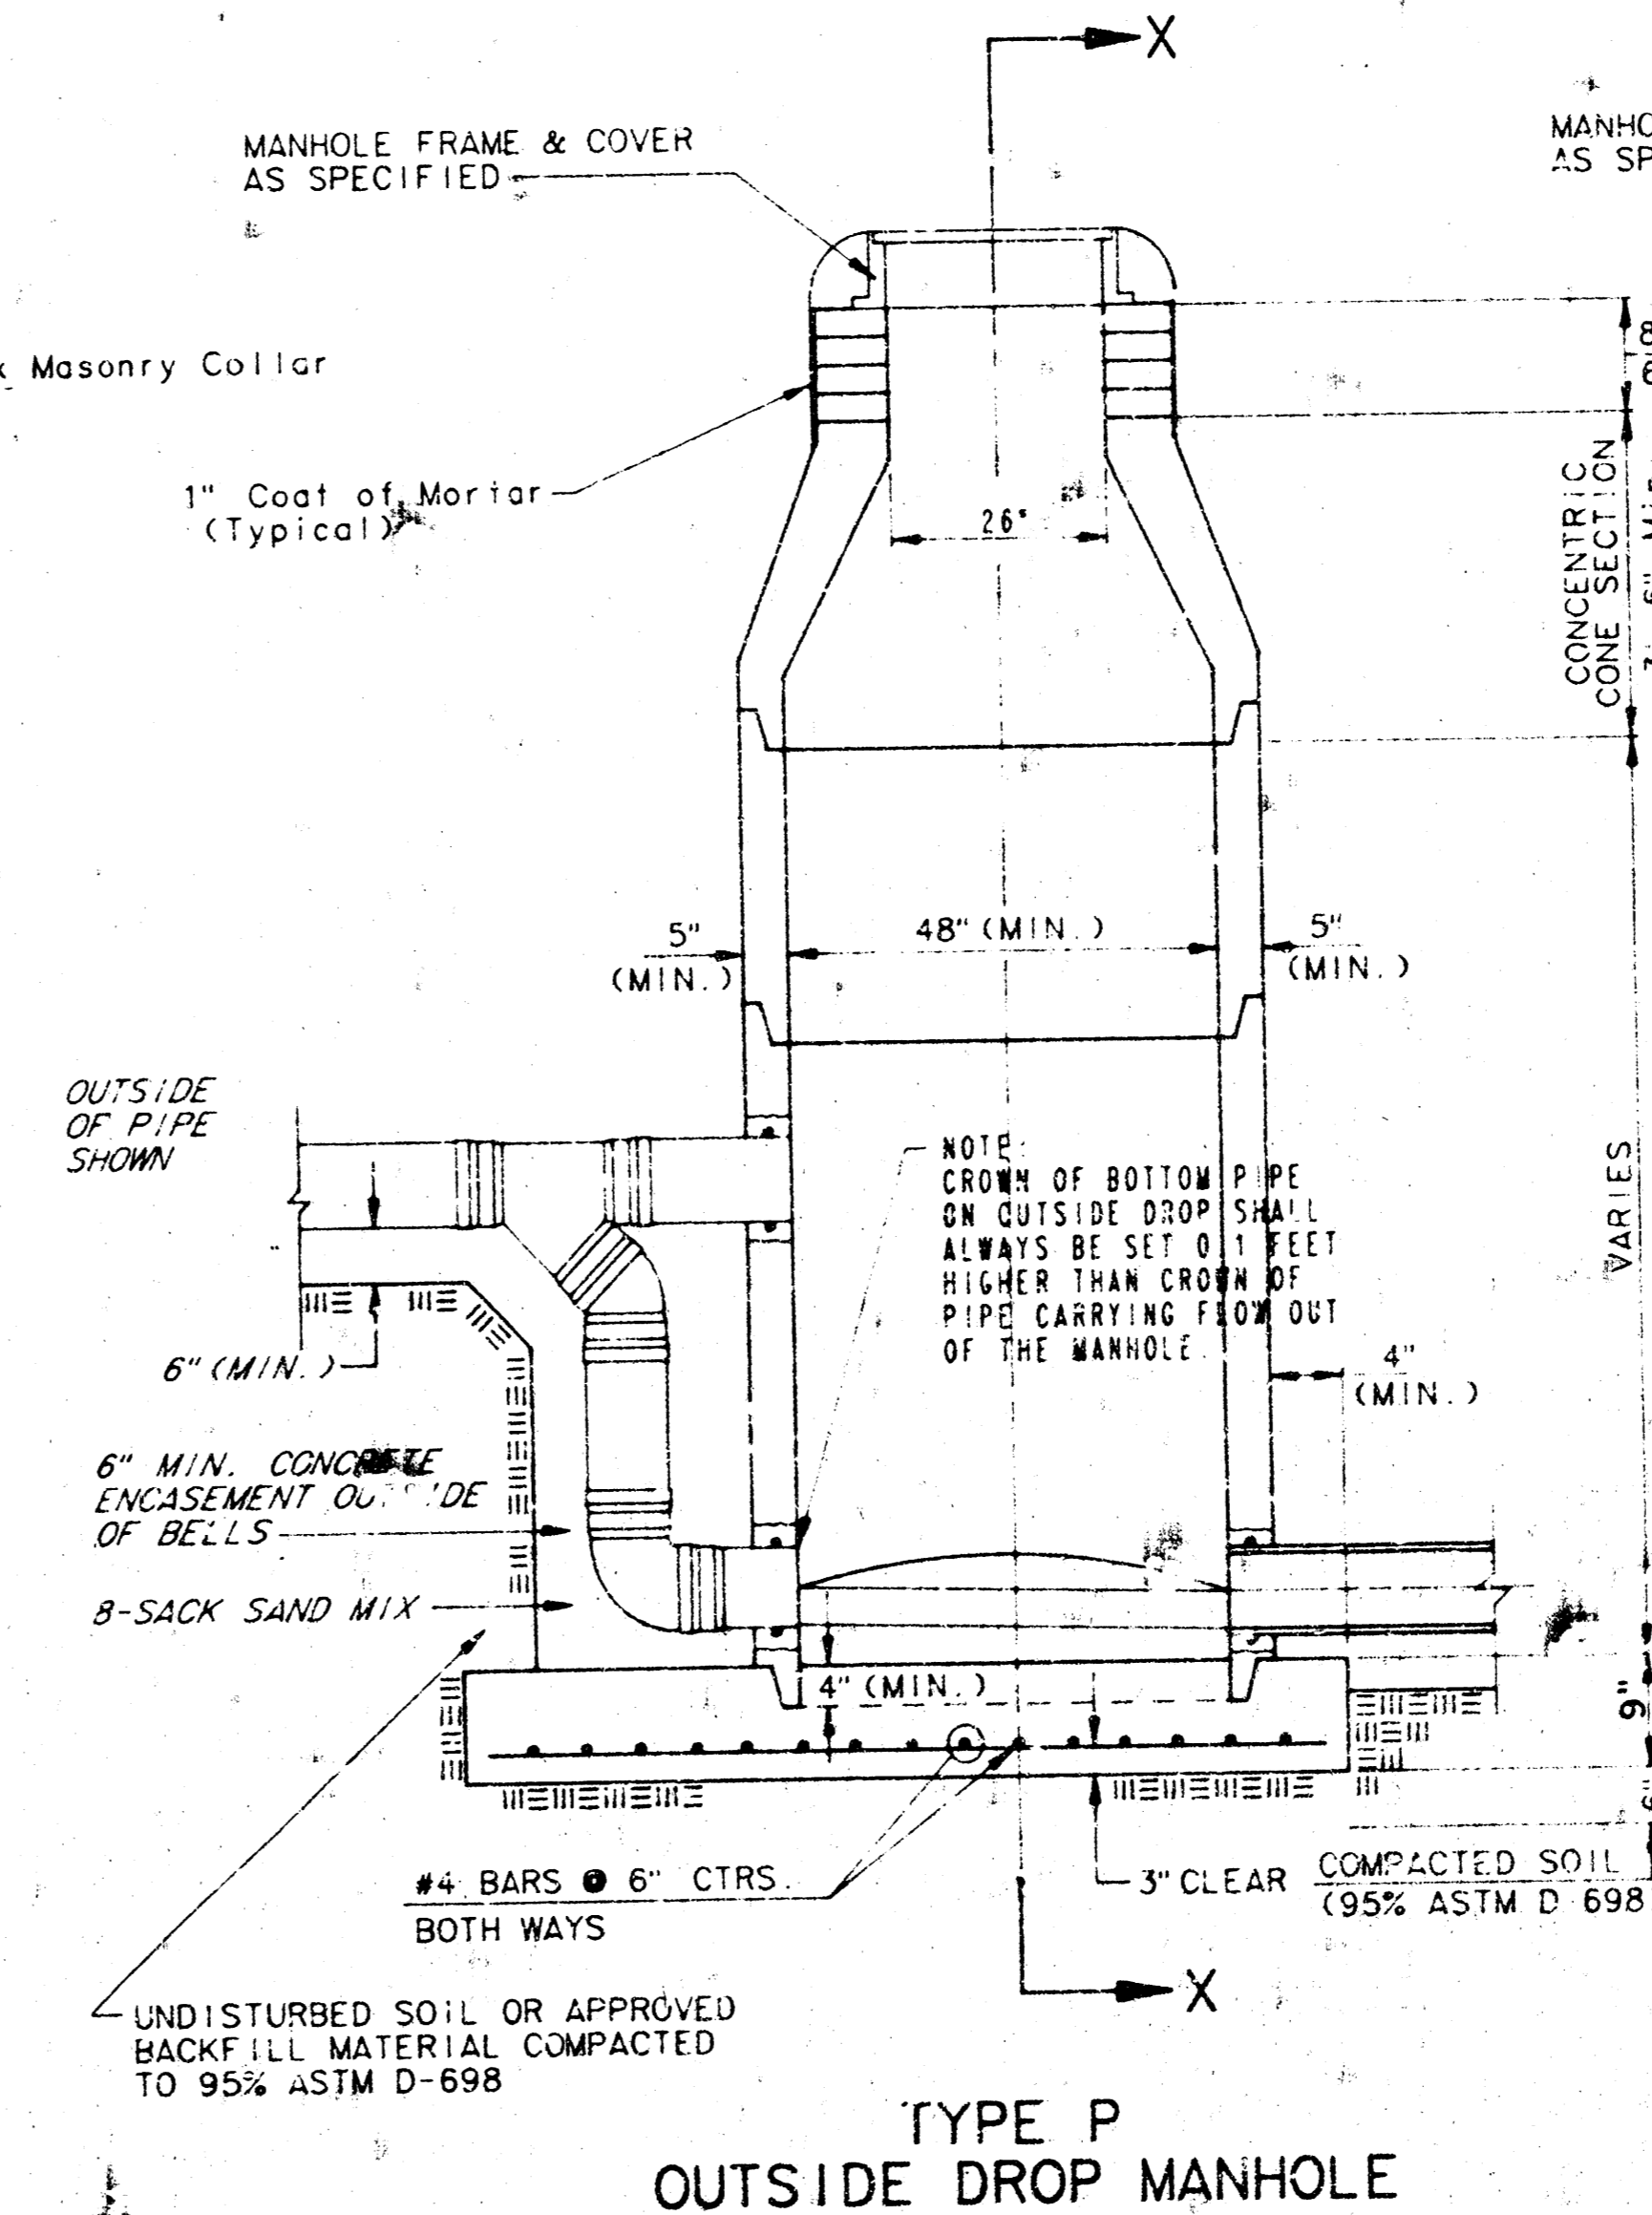 X
MANHOLE FRAME & COVER
AS SPECIFIED
Masonry Collar
1" Coat of Mortar
(Typical)
26"
CONCENTRIC
CONE SECTION
5"
(MIN.)
48" (MIN.)
5"
(MIN.)
OUTSIDE
OF PIPE
SHOWN
NOTE:
CROWN OF BOTTOM PIPE
ON OUTSIDE DROP SHALL
ALWAYS BE SET 0.1 FEET
HIGHER THAN CROWN OF
PIPE CARRYING FLOW OUT
OF THE MANHOLE.
VARIES
6" (MIN.)
4"
(MIN.)
6" MIN. CONCRETE
ENCASEMENT OUTSIDE
OF BELLS
8-SACK SAND MIX
4" (MIN.)
9"
6"
#4 BARS @ 6" CTRS.
BOTH WAYS
3" CLEAR
COMPACTED SOIL
(95% ASTM D 698
X
UNDISTURBED SOIL OR APPROVED
BACKFILL MATERIAL COMPACTED
TO 95% ASTM D-698
TYPE P
OUTSIDE DROP MANHOLE